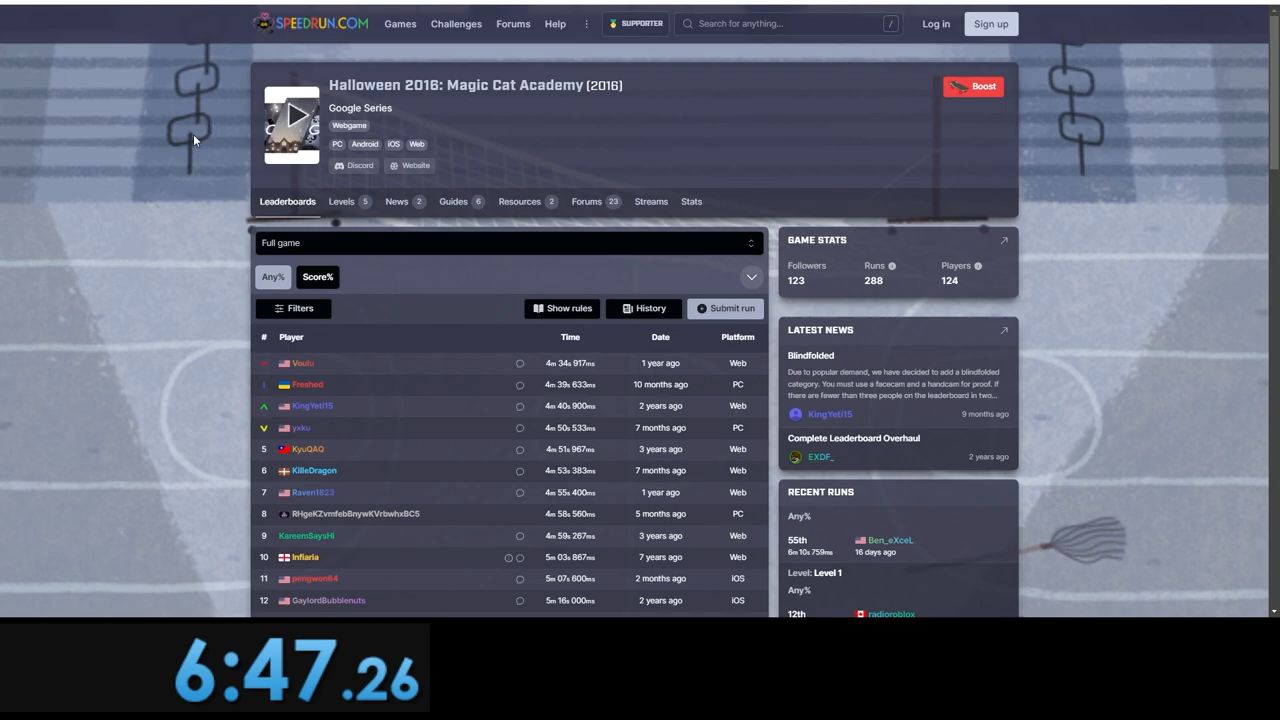 SPEEDRUN.COM Games Challenges Forums Help SUPPORTER Search for anything... / Log in Sign up
Halloween 2016: Magic Cat Academy (2016)
Boost
Google Series
Webgame
PC Android iOS Web
Discord Website
Leaderboards Levels 5 News 2 Guides 6 Resources 2 Forums 23 Streams Stats
Full game
Any% Score%
Filters Show rules History Submit run
# Player Time Date Platform
Voulu 4m 34s 917ms 1 year ago Web
Freshed 4m 39s 633ms 10 months ago PC
KingYeti15 4m 40s 900ms 2 years ago Web
yxku 4m 50s 533ms 7 months ago PC
5 KyuQAQ 4m 51s 967ms 3 years ago Web
6 KilleDragon 4m 53s 383ms 7 months ago Web
7 Raven1823 4m 55s 400ms 1 year ago Web
8 RHgeKZvmfebBnywKVrbwhxBC5 4m 58s 560ms 5 months ago PC
9 KareemSaysHi 4m 59s 267ms 3 years ago Web
10 Infiaria 5m 03s 867ms 7 years ago Web
11 pengwon64 5m 07s 600ms 2 months ago iOS
12 GaylordBubblenuts 5m 16s 000ms 2 years ago iOS
GAME STATS
Followers Runs Players
123 288 124
LATEST NEWS
Blindfolded
Due to popular demand, we have decided to add a blindfolded
category. You must use a facecam and a handcam for proof. If
there are fewer than three people on the leaderboard in two...
KingYeti15 9 months ago
Complete Leaderboard Overhaul
EXDF_ 2 years ago
RECENT RUNS
Any%
55th Ben_eXceL
6m 10s 759ms 16 days ago
Level: Level 1
Any%
12th radioroblox
6:47.26